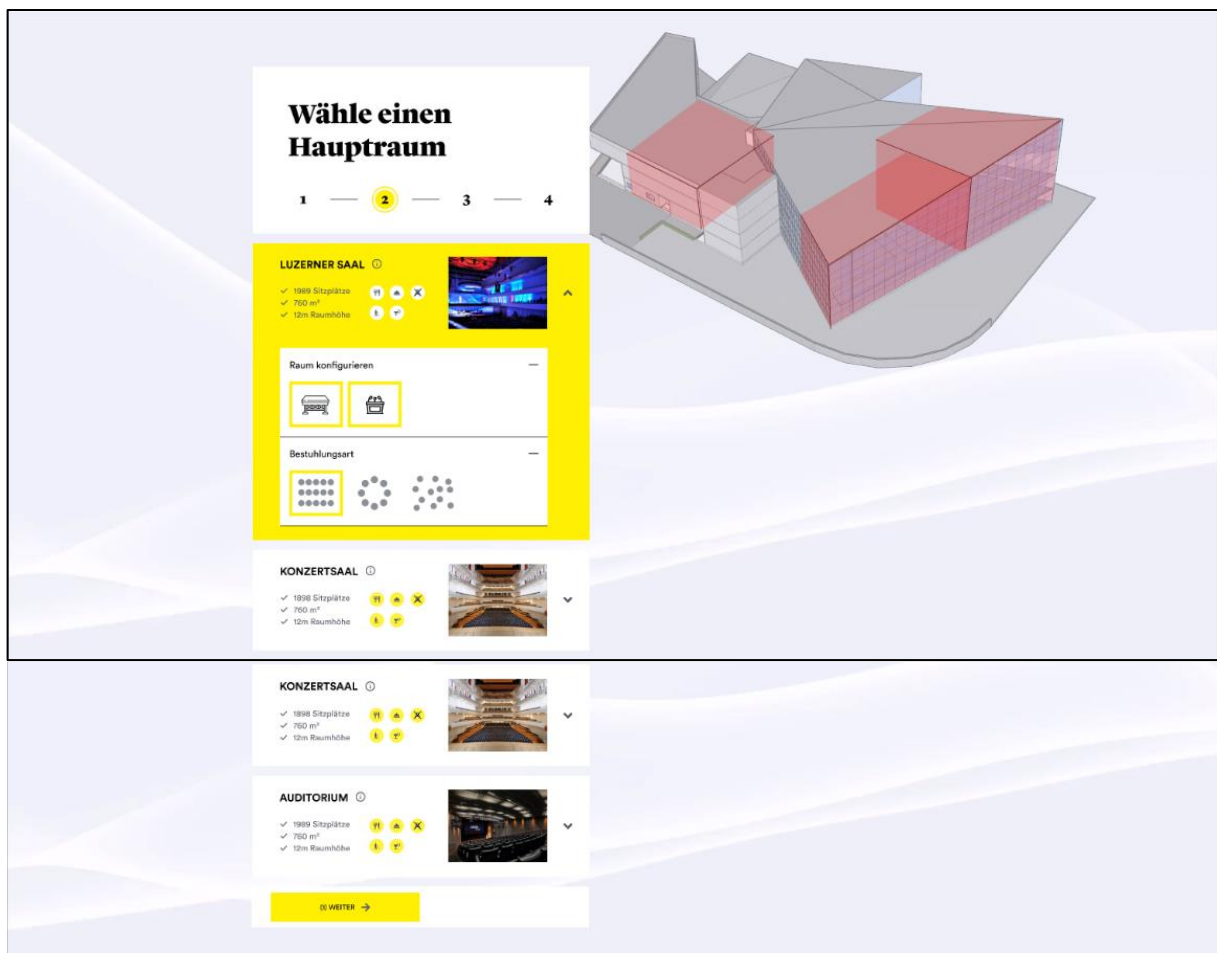 Wähle einen
Hauptraum
1 2 3 4
LUZERNER SAAL
1989 Sitzplätze
760 m²
12m Raumhöhe
Raum konfigurieren
Bestuhlungsart
KONZERTSAAL
1898 Sitzplätze
760 m²
12m Raumhöhe
KONZERTSAAL
1898 Sitzplätze
760 m²
12m Raumhöhe
AUDITORIUM
1989 Sitzplätze
760 m²
12m Raumhöhe
(1) WEITER